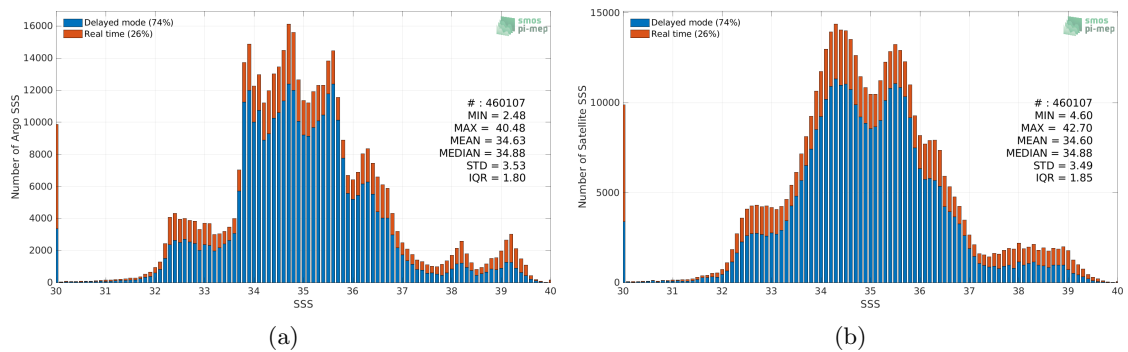 Delayed mode (74%)
Real time (26%)
smos
pi-mep
16000
14000
12000
10000
8000
6000
4000
2000
0
Number of Argo SSS
# : 460107
MIN = 2.48
MAX = 40.48
MEAN = 34.63
MEDIAN = 34.88
STD = 3.53
IQR = 1.80
30 31 32 33 34 35 36 37 38 39 40
SSS
(a)
Delayed mode (74%)
Real time (26%)
smos
pi-mep
15000
10000
5000
0
Number of Satellite SSS
# : 460107
MIN = 4.60
MAX = 42.70
MEAN = 34.60
MEDIAN = 34.88
STD = 3.49
IQR = 1.85
30 31 32 33 34 35 36 37 38 39 40
SSS
(b)